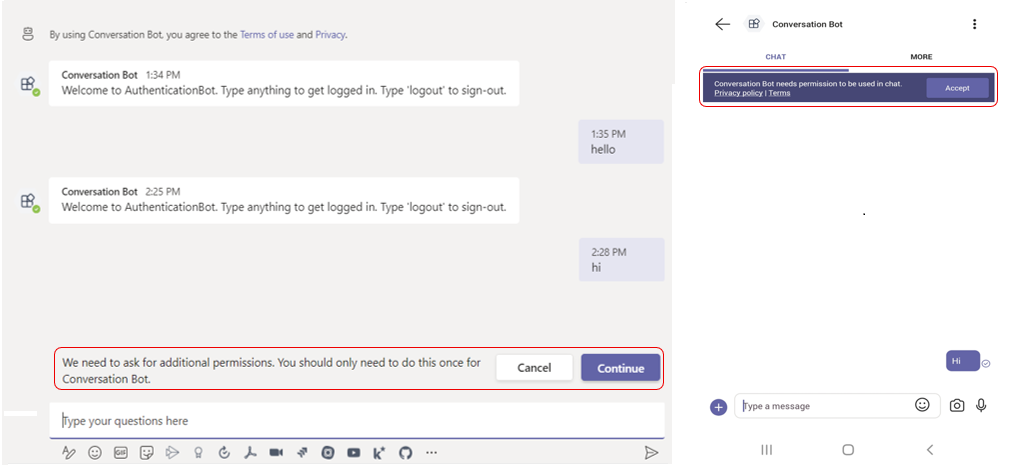 By using Conversation Bot, you agree to the Terms of use and Privacy.
Conversation Bot 1:34 PM
Welcome to AuthenticationBot. Type anything to get logged in. Type 'logout' to sign-out.
1:35 PM
hello
Conversation Bot 2:25 PM
Welcome to AuthenticationBot. Type anything to get logged in. Type 'logout' to sign-out.
2:28 PM
hi
We need to ask for additional permissions. You should only need to do this once for
Conversation Bot.
Cancel
Continue
Type your questions here
GIF
Conversation Bot
CHAT
MORE
Conversation Bot needs permission to be used in chat.
Privacy policy | Terms
Accept
Hi
Type a message